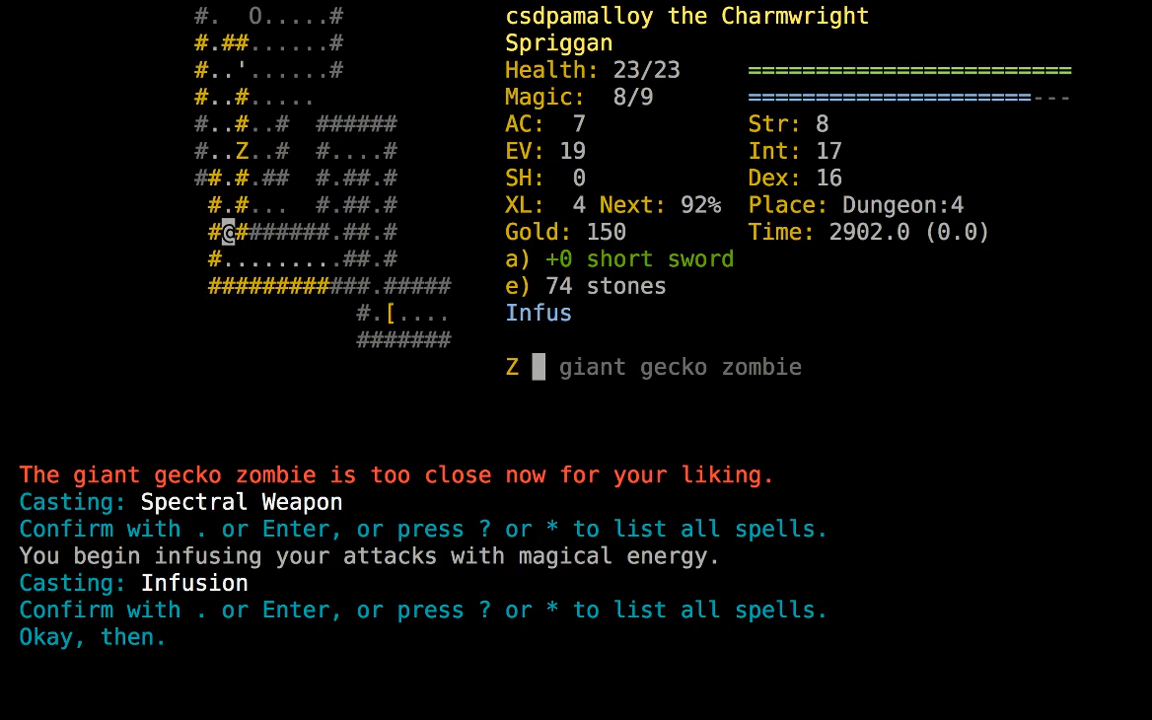 #.  O.....#
#.##......#
#..'......#
#..#.....
#..#..#  ######
#..Z..#  #....#
##.#.##  #.##.#
#.#...  #.##.#
#@#######.##.#
#.........##.#
############.#####
#.[....
#######
csdpamalloy the Charmwright
Spriggan
Health: 23/23 ========================
Magic:  8/9 =====================---
AC:  7 Str: 8
EV: 19 Int: 17
SH:  0 Dex: 16
XL:  4 Next: 92% Place: Dungeon:4
Gold: 150 Time: 2902.0 (0.0)
a) +0 short sword
e) 74 stones
Infus
Z giant gecko zombie
The giant gecko zombie is too close now for your liking.
Casting: Spectral Weapon
Confirm with . or Enter, or press ? or * to list all spells.
You begin infusing your attacks with magical energy.
Casting: Infusion
Confirm with . or Enter, or press ? or * to list all spells.
Okay, then.